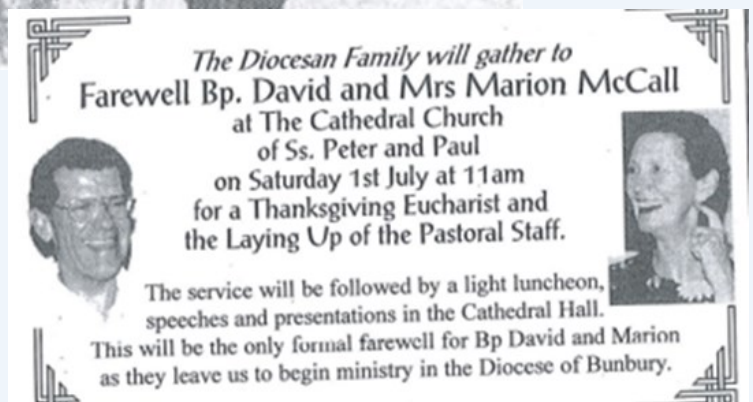 The Diocesan Family will gather to
Farewell Bp. David and Mrs Marion McCall
at The Cathedral Church
of Ss. Peter and Paul
on Saturday 1st July at 11am
for a Thanksgiving Eucharist and
the Laying Up of the Pastoral Staff.
The service will be followed by a light luncheon,
speeches and presentations in the Cathedral Hall.
This will be the only formal farewell for Bp David and Marion
as they leave us to begin ministry in the Diocese of Bunbury.